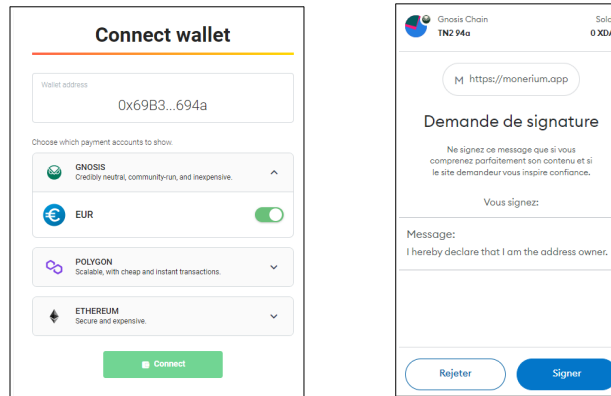 Connect wallet
Wallet address
0x69B3...694a
Choose which payment accounts to show.
GNOSIS
Credibly neutral, community-run, and inexpensive.
EUR
POLYGON
Scalable, with cheap and instant transactions.
ETHEREUM
Secure and expensive.
Connect
Gnosis Chain
TN2 94a
Sold
0 XDA
https://monerium.app
Demande de signature
Ne signez ce message que si vous
comprenez parfaitement son contenu et si
le site demandeur vous inspire confiance.
Vous signez:
Message:
I hereby declare that I am the address owner.
Rejeter
Signer